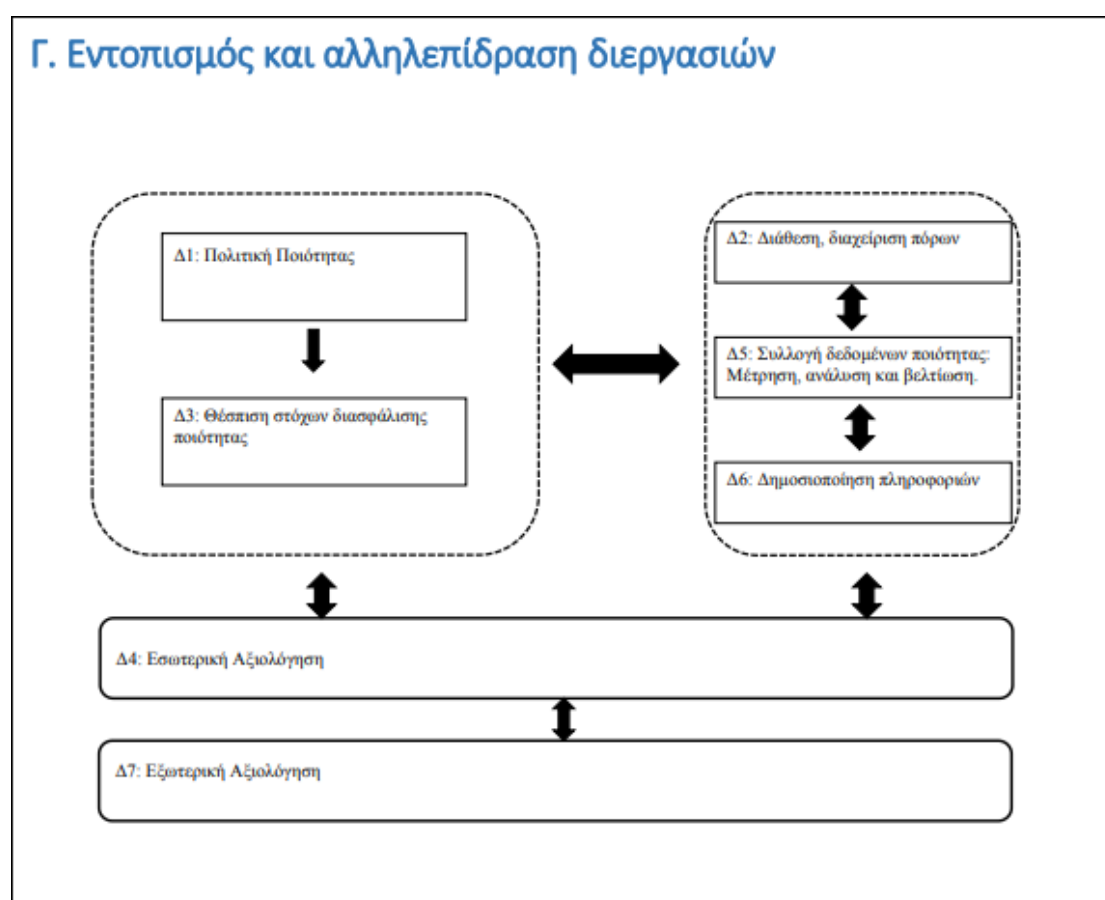 Γ. Εντοπισμός και αλληλεπίδραση διεργασιών
Δ1: Πολιτική Ποιότητας
Δ3: Θέσπιση στόχων διασφάλισης
ποιότητας
Δ2: Διάθεση, διαχείριση πόρων
Δ5: Συλλογή δεδομένων ποιότητας:
Μέτρηση, ανάλυση και βελτίωση.
Δ6: Δημοσιοποίηση πληροφοριών
Δ4: Εσωτερική Αξιολόγηση
Δ7: Εξωτερική Αξιολόγηση